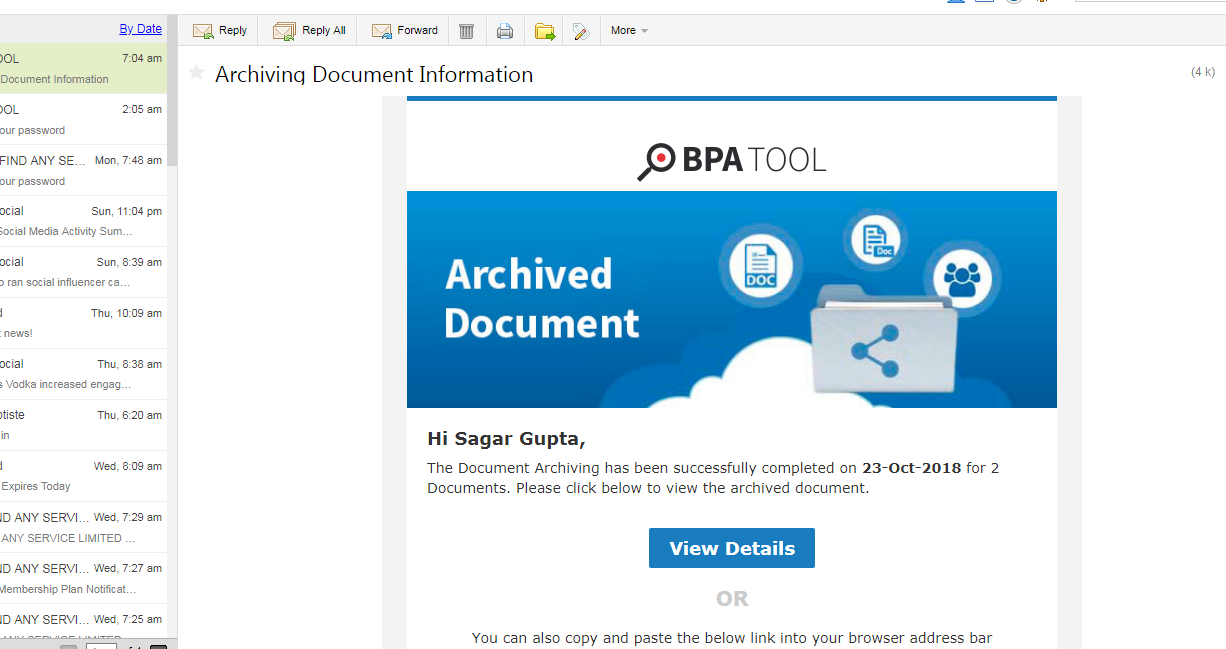 By Date
Reply
Reply All
Forward
More
OOL
7:04 am
Document Information
OOL
2:05 am
our password
FIND ANY SE...
Mon, 7:48 am
our password
ocial
Sun, 11:04 pm
Social Media Activity Sum...
ocial
Sun, 8:39 am
o ran social influencer ca...
d
Thu, 10:09 am
t news!
ocial
Thu, 8:38 am
s Vodka increased engag...
otiste
Thu, 6:20 am
in
d
Wed, 8:09 am
Expires Today
ND ANY SERVI...
Wed, 7:29 am
ANY SERVICE LIMITED ...
ND ANY SERVI...
Wed, 7:27 am
Membership Plan Notificat...
ND ANY SERVI...
Wed, 7:25 am
Archiving Document Information
(4 k)
BPA TOOL
Archived
Document
DOC
Doc
Hi Sagar Gupta,
The Document Archiving has been successfully completed on 23-Oct-2018 for 2
Documents. Please click below to view the archived document.
View Details
OR
You can also copy and paste the below link into your browser address bar